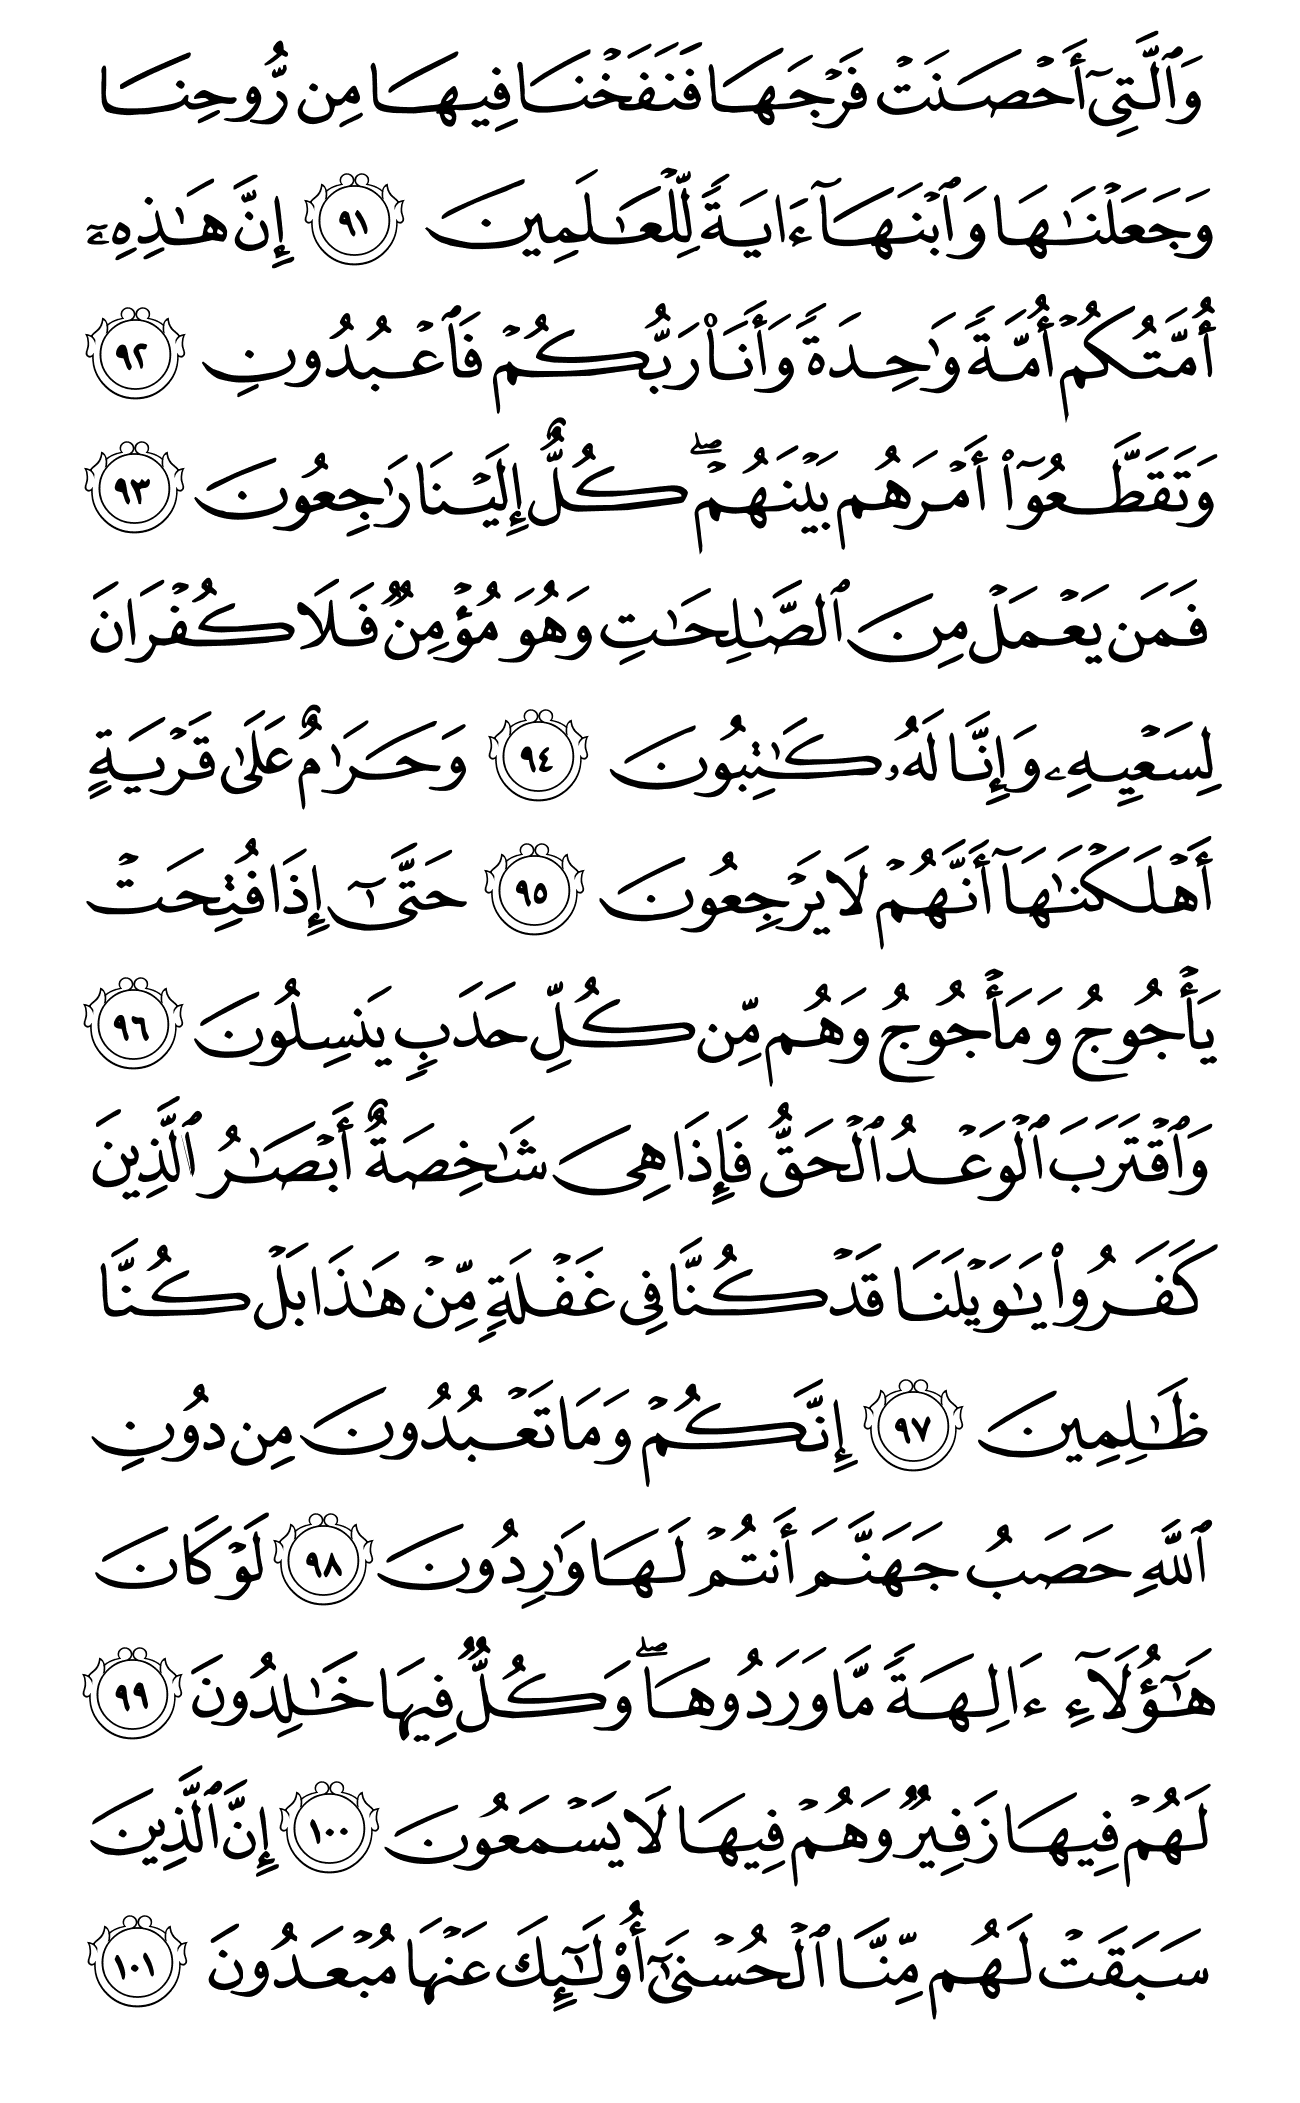 وَٱلَّتِىٓ أَحْصَنَتْ فَرْجَهَا فَنَفَخْنَا فِيهَا مِن رُّوحِنَا
وَجَعَلْنَـٰهَا وَٱبْنَهَآ ءَايَةً لِّلْعَـٰلَمِينَ ٩١ إِنَّ هَـٰذِهِۦٓ
أُمَّتُكُمْ أُمَّةً وَٰحِدَةً وَأَنَا۠ رَبُّكُمْ فَٱعْبُدُونِ ٩٢
وَتَقَطَّعُوٓا۟ أَمْرَهُم بَيْنَهُمْ ۖ كُلٌّ إِلَيْنَا رَٰجِعُونَ ٩٣
فَمَن يَعْمَلْ مِنَ ٱلصَّـٰلِحَـٰتِ وَهُوَ مُؤْمِنٌ فَلَا كُفْرَانَ
لِسَعْيِهِۦ وَإِنَّا لَهُۥ كَـٰتِبُونَ ٩٤ وَحَرَٰمٌ عَلَىٰ قَرْيَةٍ
أَهْلَكْنَـٰهَآ أَنَّهُمْ لَا يَرْجِعُونَ ٩٥ حَتَّىٰٓ إِذَا فُتِحَتْ
يَأْجُوجُ وَمَأْجُوجُ وَهُم مِّن كُلِّ حَدَبٍ يَنسِلُونَ ٩٦
وَٱقْتَرَبَ ٱلْوَعْدُ ٱلْحَقُّ فَإِذَا هِىَ شَـٰخِصَةٌ أَبْصَـٰرُ ٱلَّذِينَ
كَفَرُوا۟ يَـٰوَيْلَنَا قَدْ كُنَّا فِى غَفْلَةٍ مِّنْ هَـٰذَا بَلْ كُنَّا
ظَـٰلِمِينَ ٩٧ إِنَّكُمْ وَمَا تَعْبُدُونَ مِن دُونِ
ٱللَّهِ حَصَبُ جَهَنَّمَ أَنتُمْ لَهَا وَٰرِدُونَ ٩٨ لَوْ كَانَ
هَـٰٓؤُلَآءِ ءَالِهَةً مَّا وَرَدُوهَا ۖ وَكُلٌّ فِيهَا خَـٰلِدُونَ ٩٩
لَهُمْ فِيهَا زَفِيرٌ وَهُمْ فِيهَا لَا يَسْمَعُونَ ١٠٠ إِنَّ ٱلَّذِينَ
سَبَقَتْ لَهُم مِّنَّا ٱلْحُسْنَىٰٓ أُو۟لَـٰٓئِكَ عَنْهَا مُبْعَدُونَ ١٠١